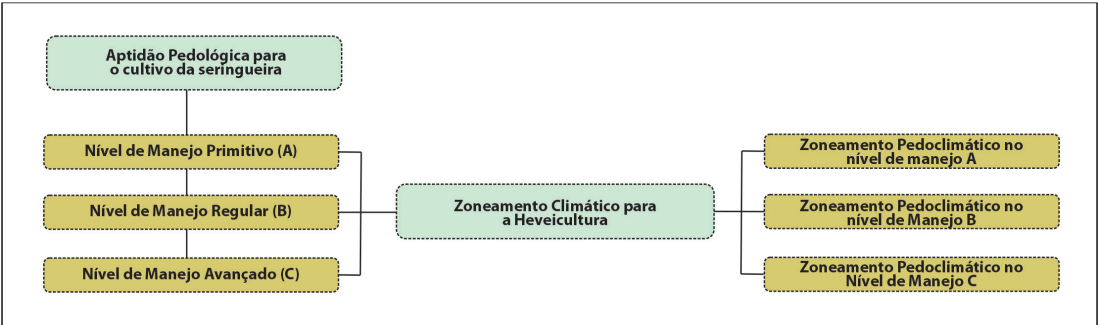 Aptidão Pedológica para
o cultivo da seringueira
Nível de Manejo Primitivo (A)
Nível de Manejo Regular (B)
Nível de Manejo Avançado (C)
Zoneamento Climático para
a Heveicultura
Zoneamento Pedoclimático no
nível de manejo A
Zoneamento Pedoclimático no
nível de Manejo B
Zoneamento Pedoclimático no
Nível de Manejo C